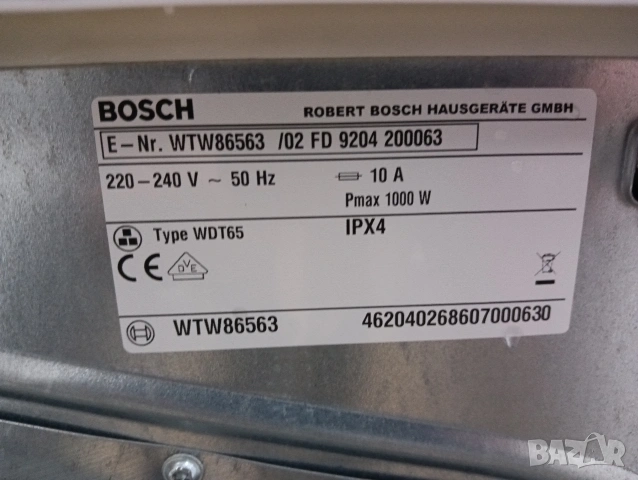 BOSCH
ROBERT BOSCH HAUSGERÄTE GMBH
E-Nr. WTW86563 /02 FD 9204 200063
220-240 V ~ 50 Hz
10 A
Pmax 1000 W
Type WDT65
IPX4
CE
DVE
WTW86563
462040268607000630
BAZAR